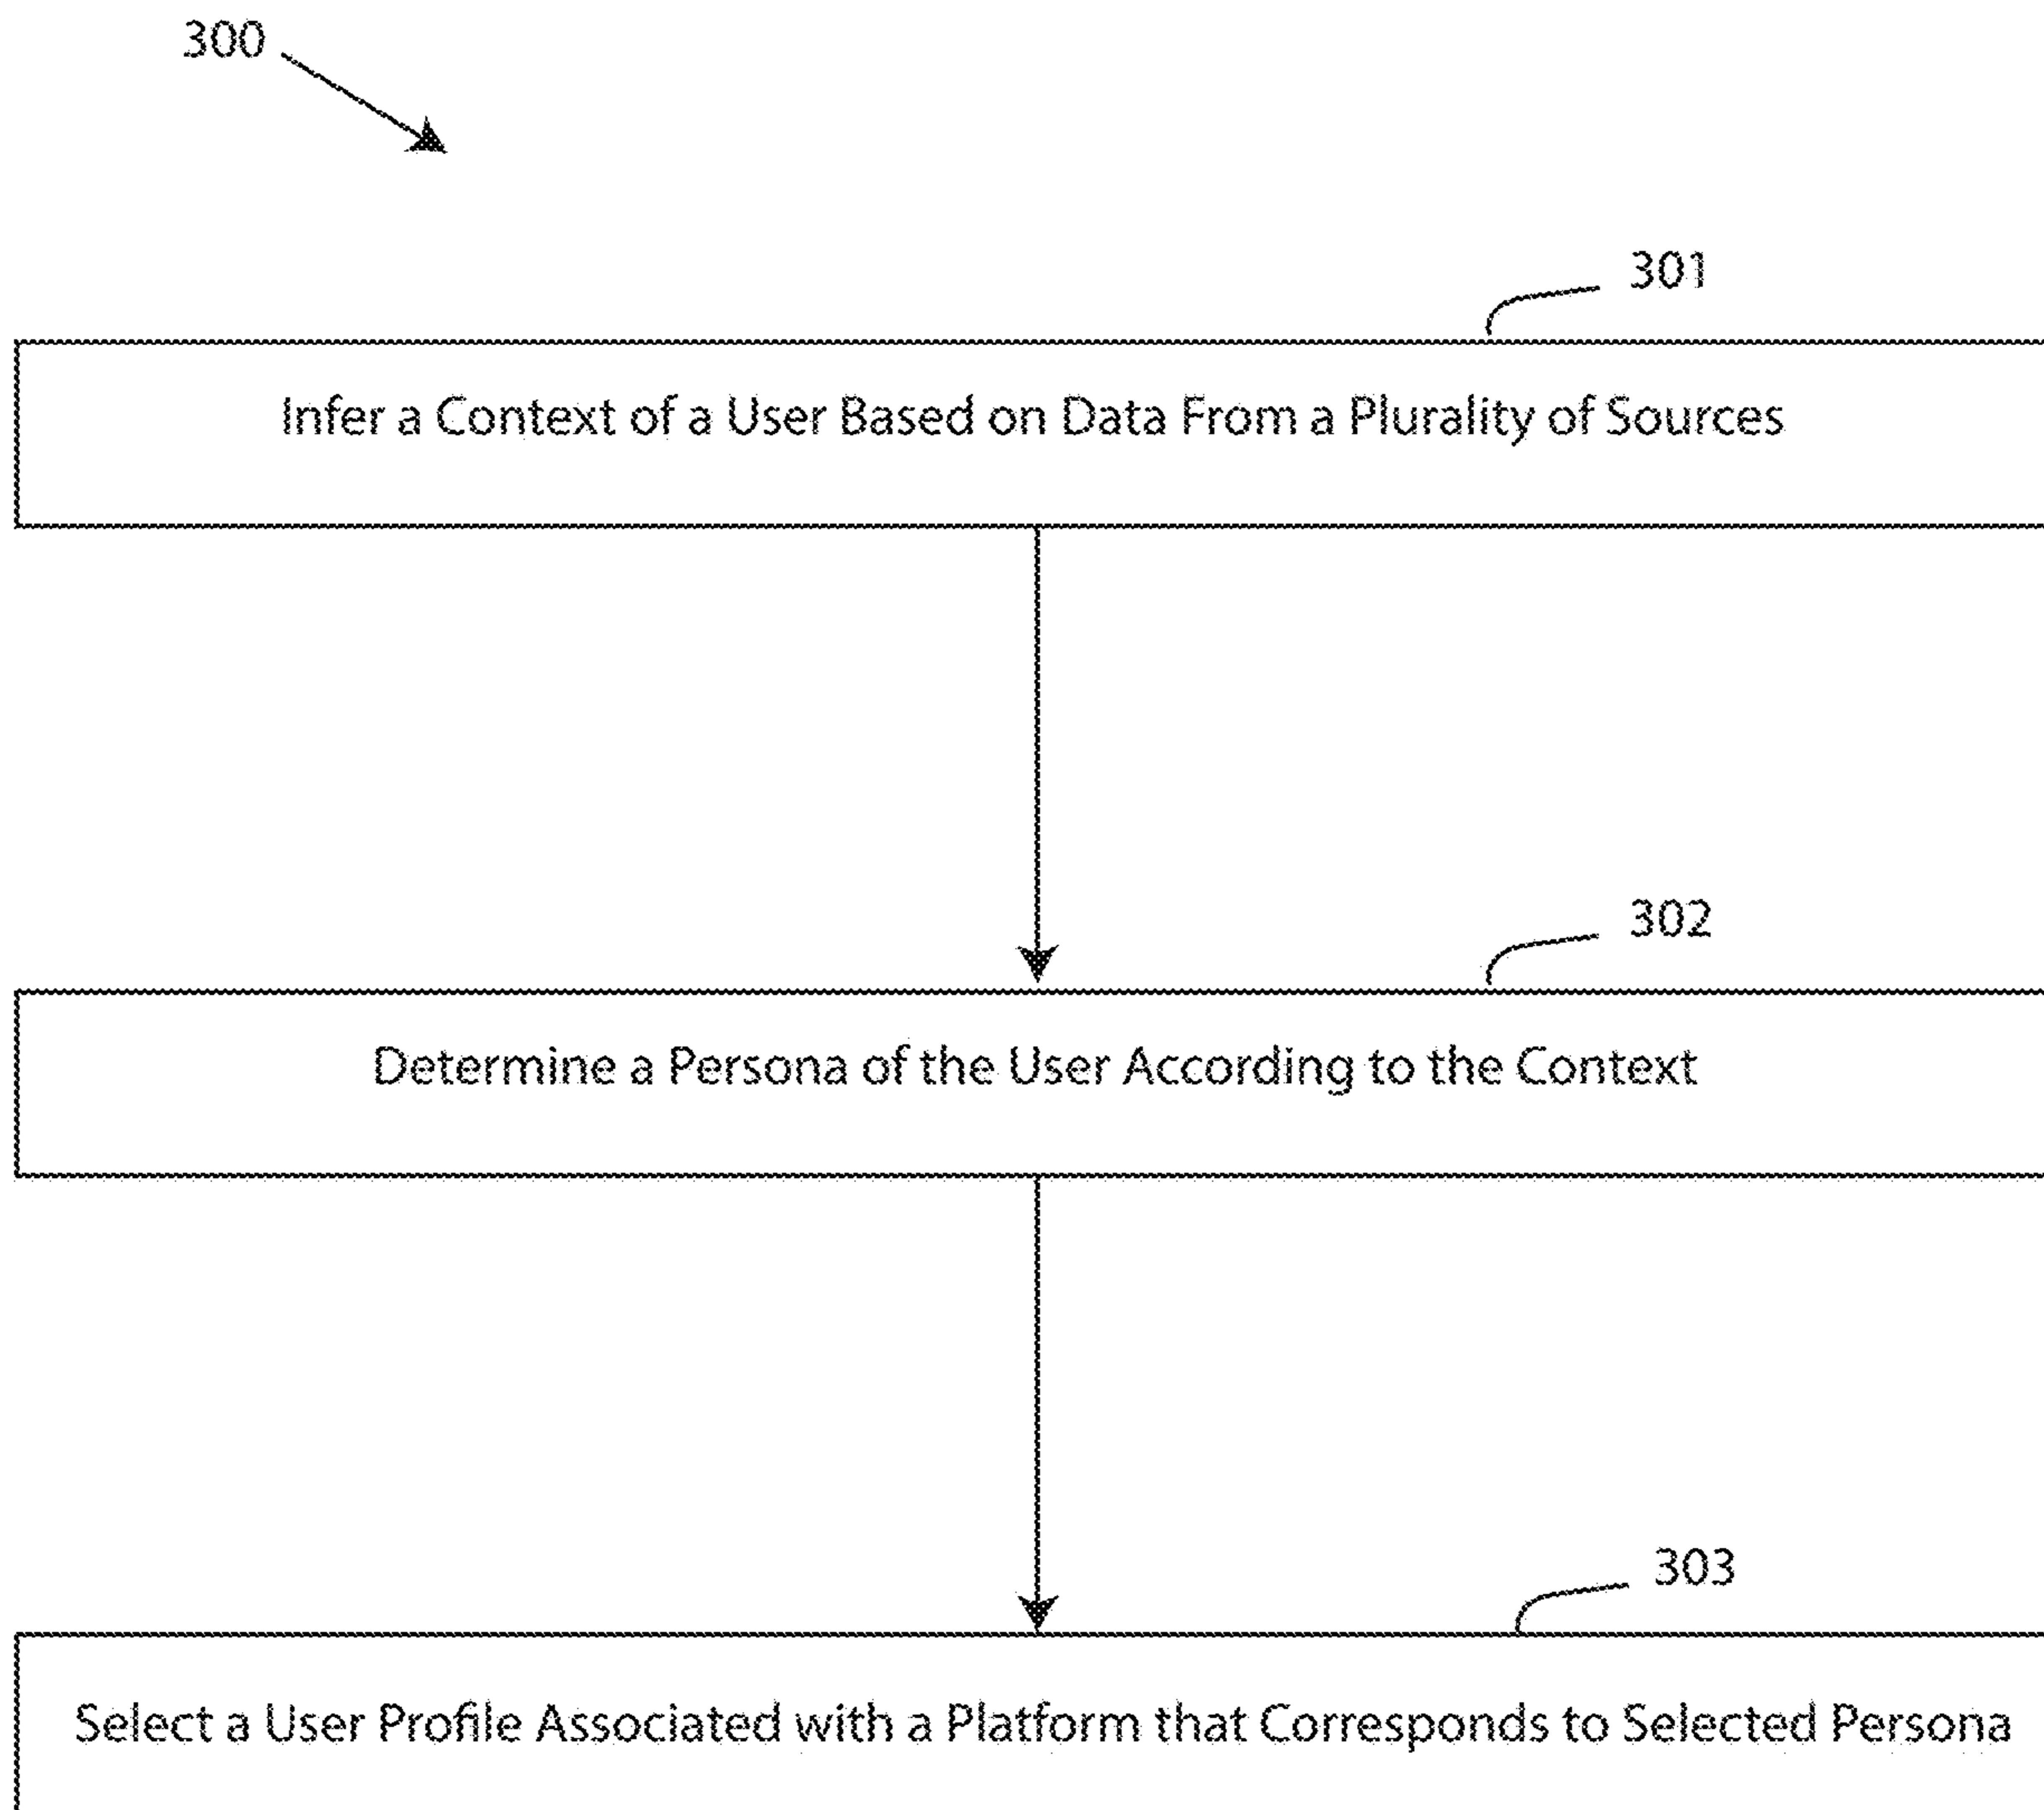 300
301
Infer a Context of a User Based on Data From a Plurality of Sources
302
Determine a Persona of the User According to the Context
303
Select a User Profile Associated with a Platform that Corresponds to Selected Persona